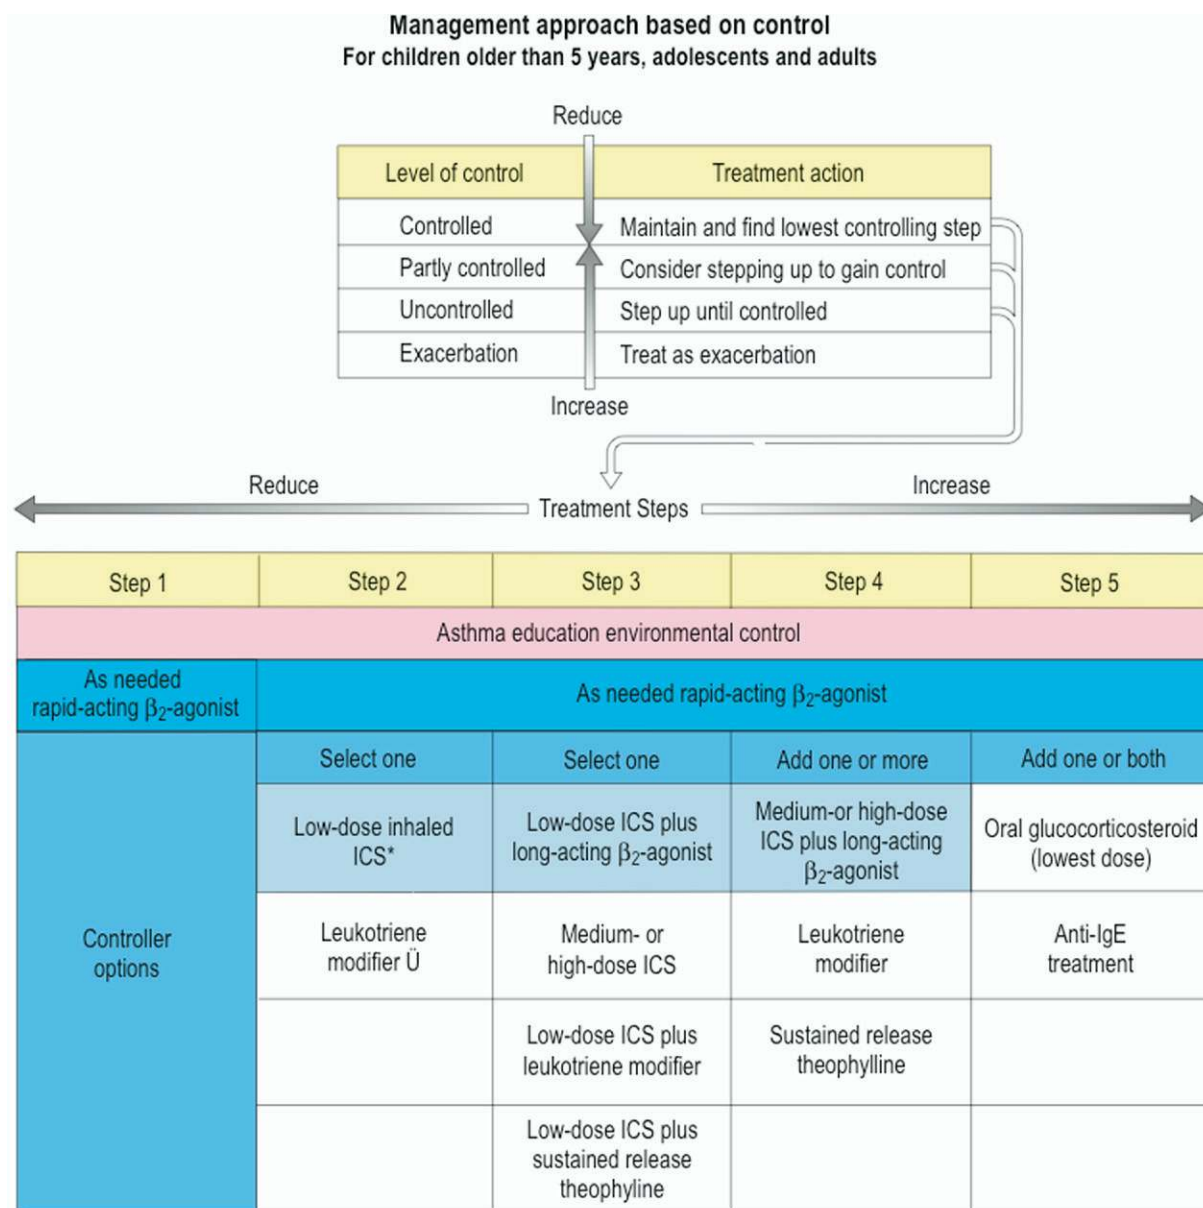 Management approach based on control
For children older than 5 years, adolescents and adults
Reduce
Level of control
Treatment action
Controlled
Maintain and find lowest controlling step
Partly controlled
Consider stepping up to gain control
Uncontrolled
Step up until controlled
Exacerbation
Treat as exacerbation
Increase
Reduce
Treatment Steps
Increase
Step 1
Step 2
Step 3
Step 4
Step 5
Asthma education environmental control
As needed
rapid-acting β₂-agonist
As needed rapid-acting β₂-agonist
Select one
Select one
Add one or more
Add one or both
Controller
options
Low-dose inhaled
ICS*
Low-dose ICS plus
long-acting β₂-agonist
Medium-or high-dose
ICS plus long-acting
β₂-agonist
Oral glucocorticosteroid
(lowest dose)
Leukotriene
modifier Ü
Medium- or
high-dose ICS
Leukotriene
modifier
Anti-IgE
treatment
Low-dose ICS plus
leukotriene modifier
Sustained release
theophylline
Low-dose ICS plus
sustained release
theophyline